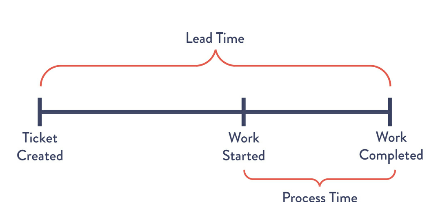 Lead Time
Ticket
Created
Work
Started
Work
Completed
Process Time